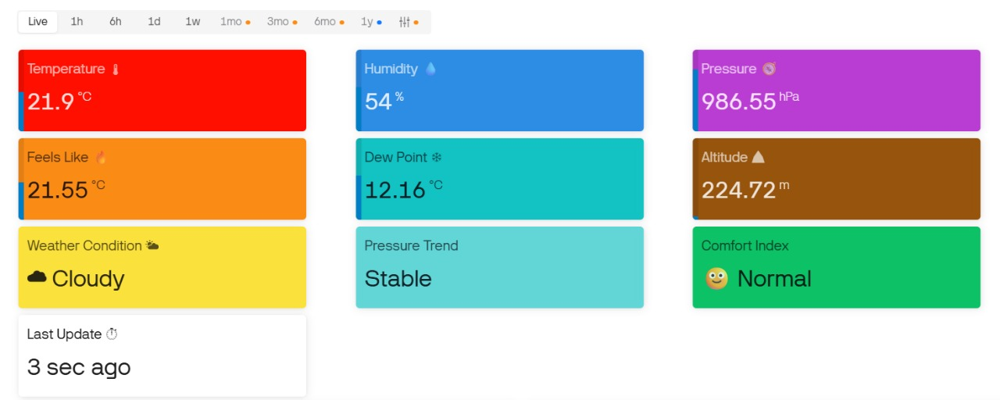 Live 1h 6h 1d 1w 1mo 3mo 6mo 1y
Temperature Humidity Pressure
21.9 °C 54 % 986.55 hPa
Feels Like Dew Point Altitude
21.55 °C 12.16 °C 224.72 m
Weather Condition Pressure Trend Comfort Index
Cloudy Stable Normal
Last Update
3 sec ago